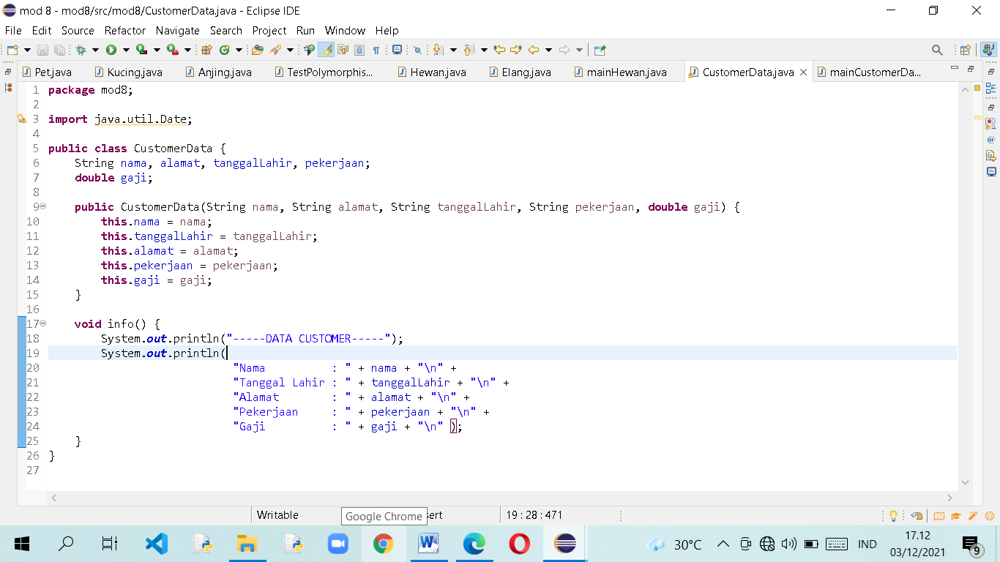 mod 8 - mod8/src/mod8/CustomerData.java - Eclipse IDE
File Edit Source Refactor Navigate Search Project Run Window Help
Pet.java Kucing.java Anjing.java TestPolymorphis... Hewan.java Elang.java mainHewan.java CustomerData.java mainCustomerDa...
1 package mod8;
2
3 import java.util.Date;
4
5 public class CustomerData {
6 String nama, alamat, tanggalLahir, pekerjaan;
7 double gaji;
8
9 public CustomerData(String nama, String alamat, String tanggalLahir, String pekerjaan, double gaji) {
10 this.nama = nama;
11 this.tanggalLahir = tanggalLahir;
12 this.alamat = alamat;
13 this.pekerjaan = pekerjaan;
14 this.gaji = gaji;
15 }
16
17 void info() {
18 System.out.println("-----DATA CUSTOMER-----");
19 System.out.println(
20 "Nama          : " + nama + "\n" +
21 "Tanggal Lahir : " + tanggalLahir + "\n" +
22 "Alamat        : " + alamat + "\n" +
23 "Pekerjaan     : " + pekerjaan + "\n" +
24 "Gaji          : " + gaji + "\n" );
25 }
26 }
27
Writable Google Chrome sert 19 : 28 : 471
30°C IND 17.12
03/12/2021 9